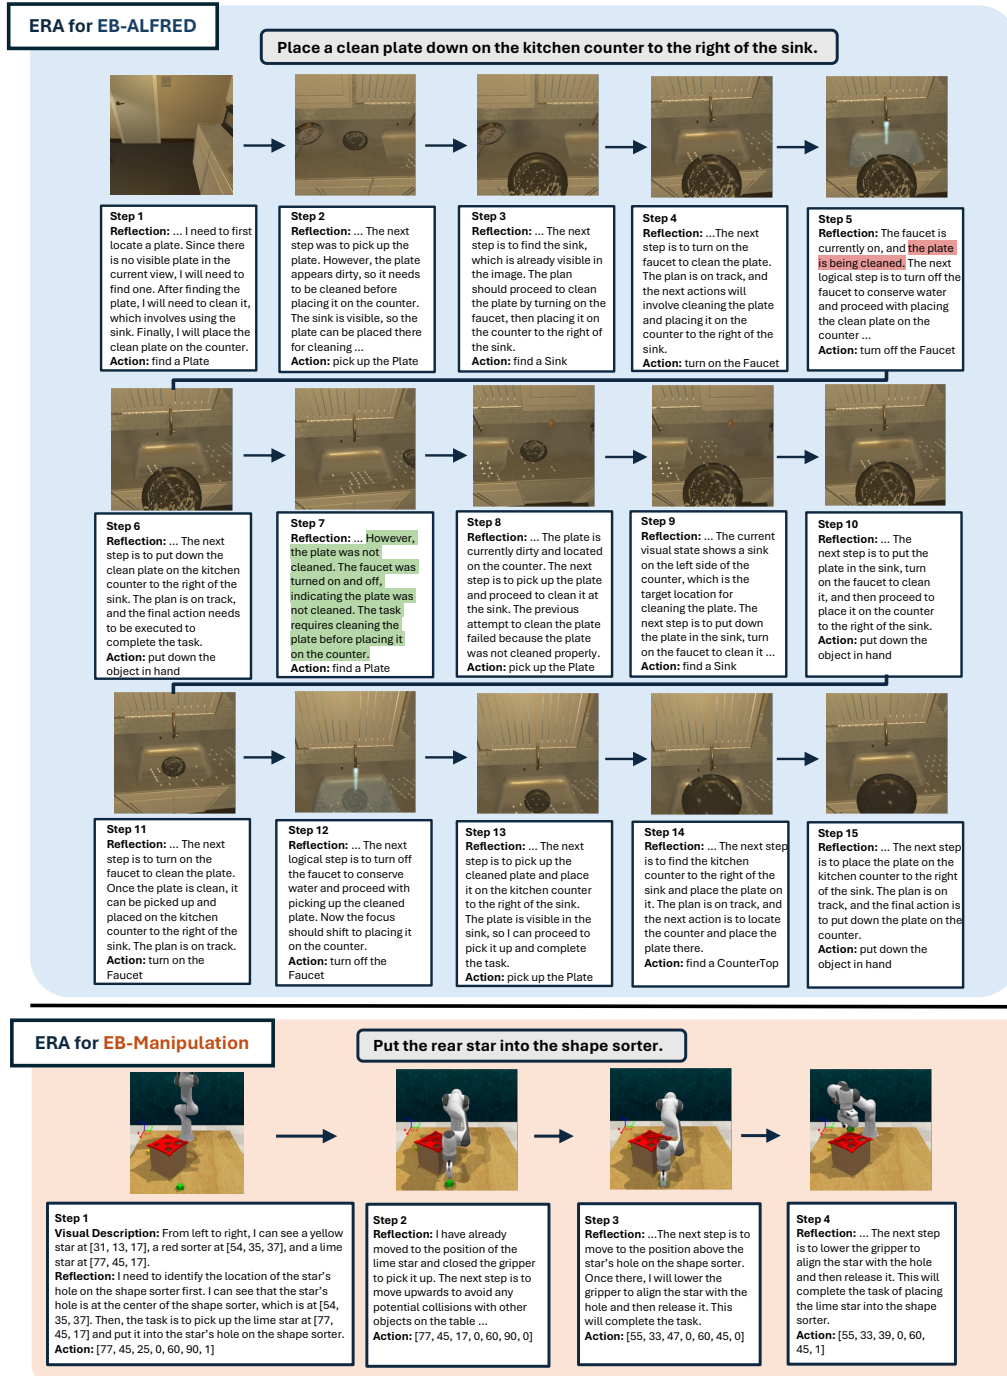 ERA for EB-ALFRED
Place a clean plate down on the kitchen counter to the right of the sink.
Step 1
Reflection: ... I need to first
locate a plate. Since there
is no visible plate in the
current view, I will need to
find one. After finding the
plate, I will need to clean it,
which involves using the
sink. Finally, I will place the
clean plate on the counter.
Action: find a Plate
Step 2
Reflection: ... The next
step was to pick up the
plate. However, the plate
appears dirty, so it needs
to be cleaned before
placing it on the counter.
The sink is visible, so the
plate can be placed there
for cleaning ...
Action: pick up the Plate
Step 3
Reflection: ... The next
step is to find the sink,
which is already visible in
the image. The plan
should proceed to clean
the plate by turning on the
faucet, then placing it on
the counter to the right of
the sink.
Action: find a Sink
Step 4
Reflection: ...The next
step is to turn on the
faucet to clean the plate.
The plan is on track, and
the next actions will
involve cleaning the plate
and placing it on the
counter to the right of the
sink.
Action: turn on the Faucet
Step 5
Reflection: The faucet is
currently on, and the plate
is being cleaned. The next
logical step is to turn off the
faucet to conserve water
and proceed with placing
the clean plate on the
counter ...
Action: turn off the Faucet
Step 6
Reflection: ... The next
step is to put down the
clean plate on the kitchen
counter to the right of the
sink. The plan is on track,
and the final action needs
to be executed to
complete the task.
Action: put down the
object in hand
Step 7
Reflection: ... However,
the plate was not
cleaned. The faucet was
turned on and off,
indicating the plate was
not cleaned. The task
requires cleaning the
plate before placing it
on the counter.
Action: find a Plate
Step 8
Reflection: ... The plate is
currently dirty and located
on the counter. The next
step is to pick up the plate
and proceed to clean it at
the sink. The previous
attempt to clean the plate
failed because the plate
was not cleaned properly.
Action: pick up the Plate
Step 9
Reflection: ... The current
visual state shows a sink
on the left side of the
counter, which is the
target location for
cleaning the plate. The
next step is to put down
the plate in the sink, turn
on the faucet to clean it ...
Action: find a Sink
Step 10
Reflection: ... The
next step is to put the
plate in the sink, turn
on the faucet to clean
it, and then proceed to
place it on the counter
to the right of the sink.
Action: put down the
object in hand
Step 11
Reflection: ... The next
step is to turn on the
faucet to clean the plate.
Once the plate is clean, it
can be picked up and
placed on the kitchen
counter to the right of the
sink. The plan is on track.
Action: turn on the
Faucet
Step 12
Reflection: ... The next
logical step is to turn off
the faucet to conserve
water and proceed with
picking up the cleaned
plate. Now the focus
should shift to placing it
on the counter.
Action: turn off the
Faucet
Step 13
Reflection: ... The next
step is to pick up the
cleaned plate and place
it on the kitchen counter
to the right of the sink.
The plate is visible in the
sink, so I can proceed to
pick it up and complete
the task.
Action: pick up the Plate
Step 14
Reflection: ... The next step
is to find the kitchen
counter to the right of the
sink and place the plate on
it. The plan is on track, and
the next action is to locate
the counter and place the
plate there.
Action: find a CounterTop
Step 15
Reflection: ... The next step
is to place the plate on the
kitchen counter to the right
of the sink. The plan is on
track, and the final action is
to put down the plate on the
counter.
Action: put down the
object in hand
ERA for EB-Manipulation
Put the rear star into the shape sorter.
Step 1
Visual Description: From left to right, I can see a yellow
star at [31, 13, 17], a red sorter at [54, 35, 37], and a lime
star at [77, 45, 17].
Reflection: I need to identify the location of the star's
hole on the shape sorter first. I can see that the star's
hole is at the center of the shape sorter, which is at [54,
35, 37]. Then, the task is to pick up the lime star at [77,
45, 17] and put it into the star's hole on the shape sorter.
Action: [77, 45, 25, 0, 60, 90, 1]
Step 2
Reflection: I have already
moved to the position of the
lime star and closed the gripper
to pick it up. The next step is to
move upwards to avoid any
potential collisions with other
objects on the table ...
Action: [77, 45, 17, 0, 60, 90, 0]
Step 3
Reflection: ...The next step is to
move to the position above the
star's hole on the shape sorter.
Once there, I will lower the
gripper to align the star with the
hole and then release it. This
will complete the task.
Action: [55, 33, 47, 0, 60, 45, 0]
Step 4
Reflection: ... The next step
is to lower the gripper to
align the star with the hole
and then release it. This will
complete the task of placing
the lime star into the shape
sorter.
Action: [55, 33, 39, 0, 60,
45, 1]